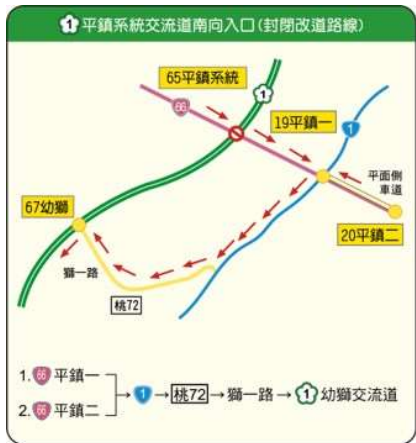 1 平鎮系統交流道南向入口(封閉改道路線)
65平鎮系統
1
66
19平鎮一
1
平面側
車道
67幼獅
20平鎮二
獅一路
桃72
1. 66 平鎮一
2. 66 平鎮二
→ 1 → 桃72 → 獅一路 → 1 幼獅交流道